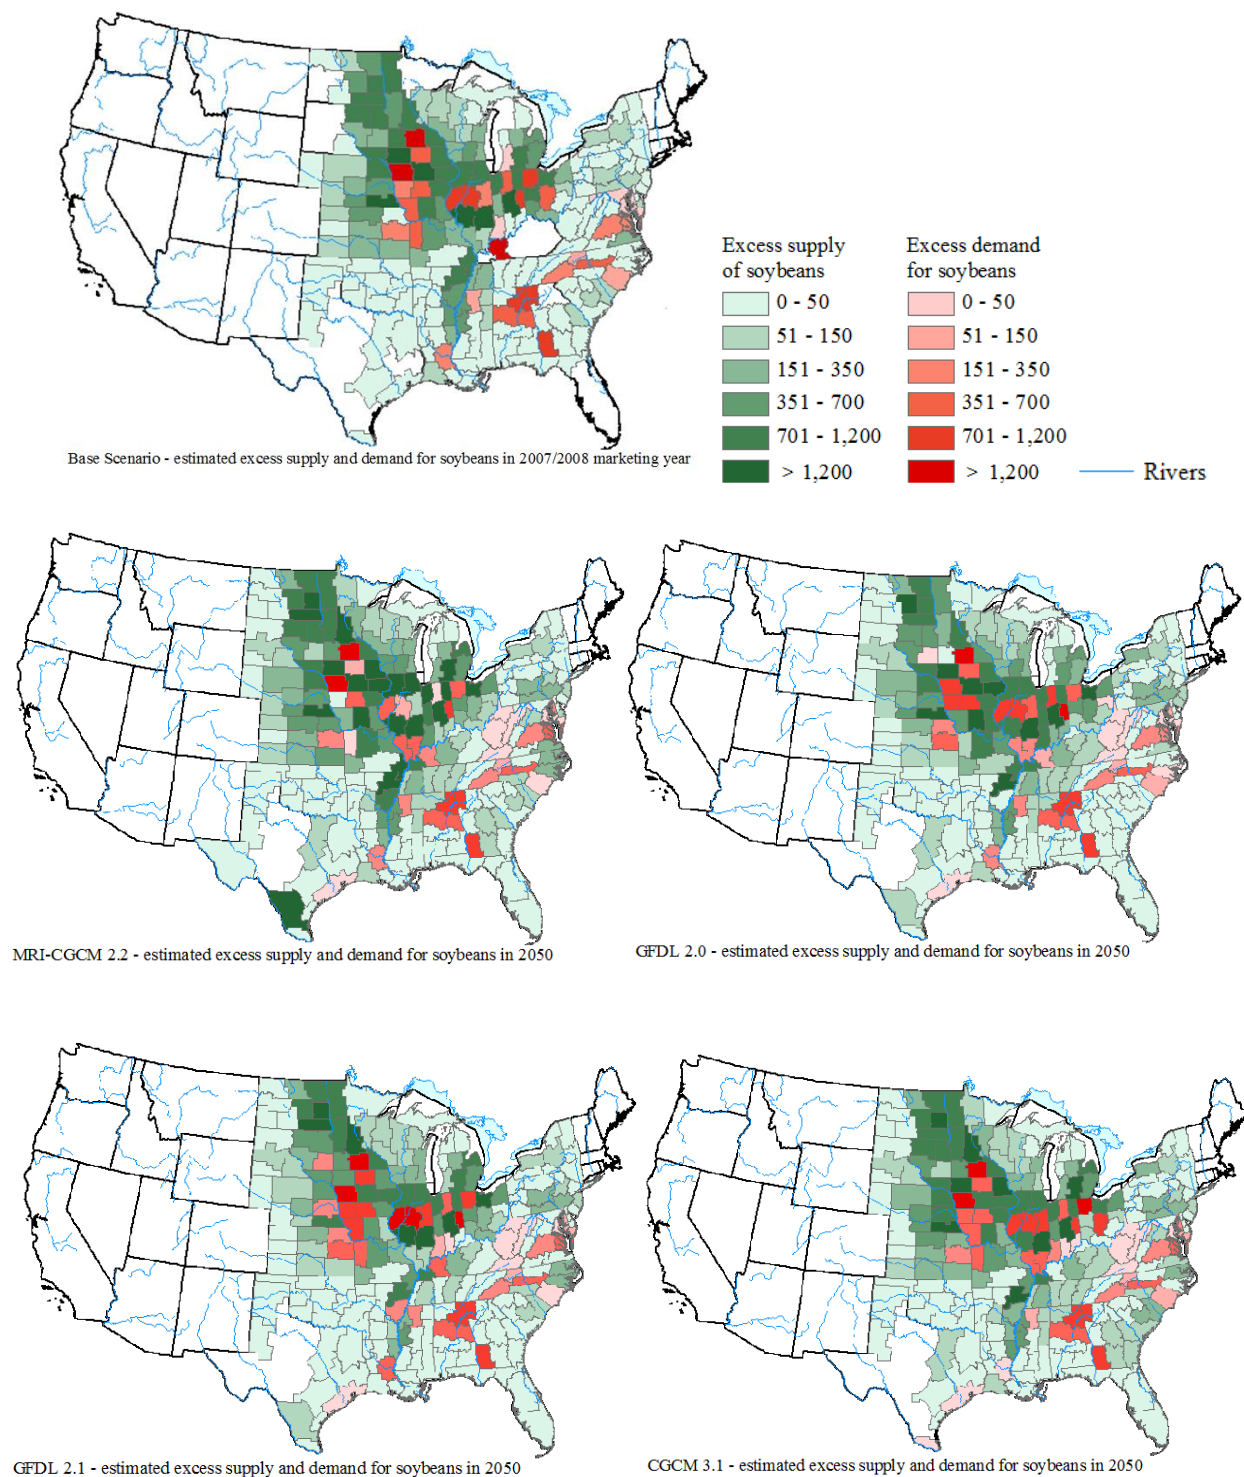 Excess supply
of soybeans
Excess demand
for soybeans
0 - 50
0 - 50
51 - 150
51 - 150
151 - 350
151 - 350
351 - 700
351 - 700
701 - 1,200
701 - 1,200
> 1,200
> 1,200
Rivers
Base Scenario - estimated excess supply and demand for soybeans in 2007/2008 marketing year
MRI-CGCM 2.2 - estimated excess supply and demand for soybeans in 2050
GFDL 2.0 - estimated excess supply and demand for soybeans in 2050
GFDL 2.1 - estimated excess supply and demand for soybeans in 2050
CGCM 3.1 - estimated excess supply and demand for soybeans in 2050